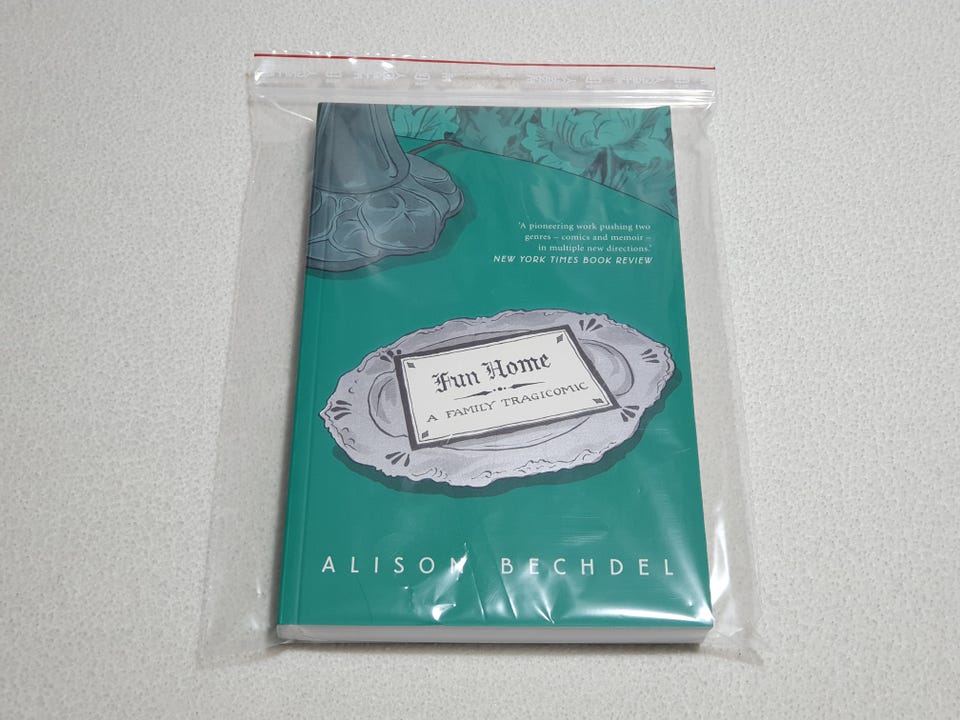 'A pioneering work pushing two
genres – comics and memoir –
in multiple new directions.'
NEW YORK TIMES BOOK REVIEW
Fun Home
A FAMILY TRAGICOMIC
ALISON BECHDEL